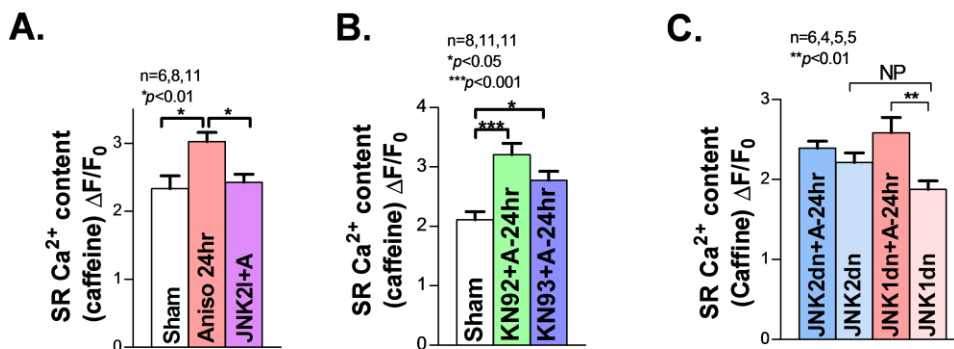 A.
n=6,8,11
*p<0.01
* *
SR Ca2+ content
(caffeine) ΔF/F0
3
2
1
0
Sham
Aniso 24hr
JNK2I+A
B.
n=8,11,11
*p<0.05
***p<0.001
*
***
SR Ca2+ content
(caffeine) ΔF/F0
4
3
2
1
0
Sham
KN92+A-24hr
KN93+A-24hr
C.
n=6,4,5,5
**p<0.01
NP
**
SR Ca2+ content
(Caffine) ΔF/F0
3
2
1
0
JNK2dn+A-24hr
JNK2dn
JNK1dn+A-24hr
JNK1dn